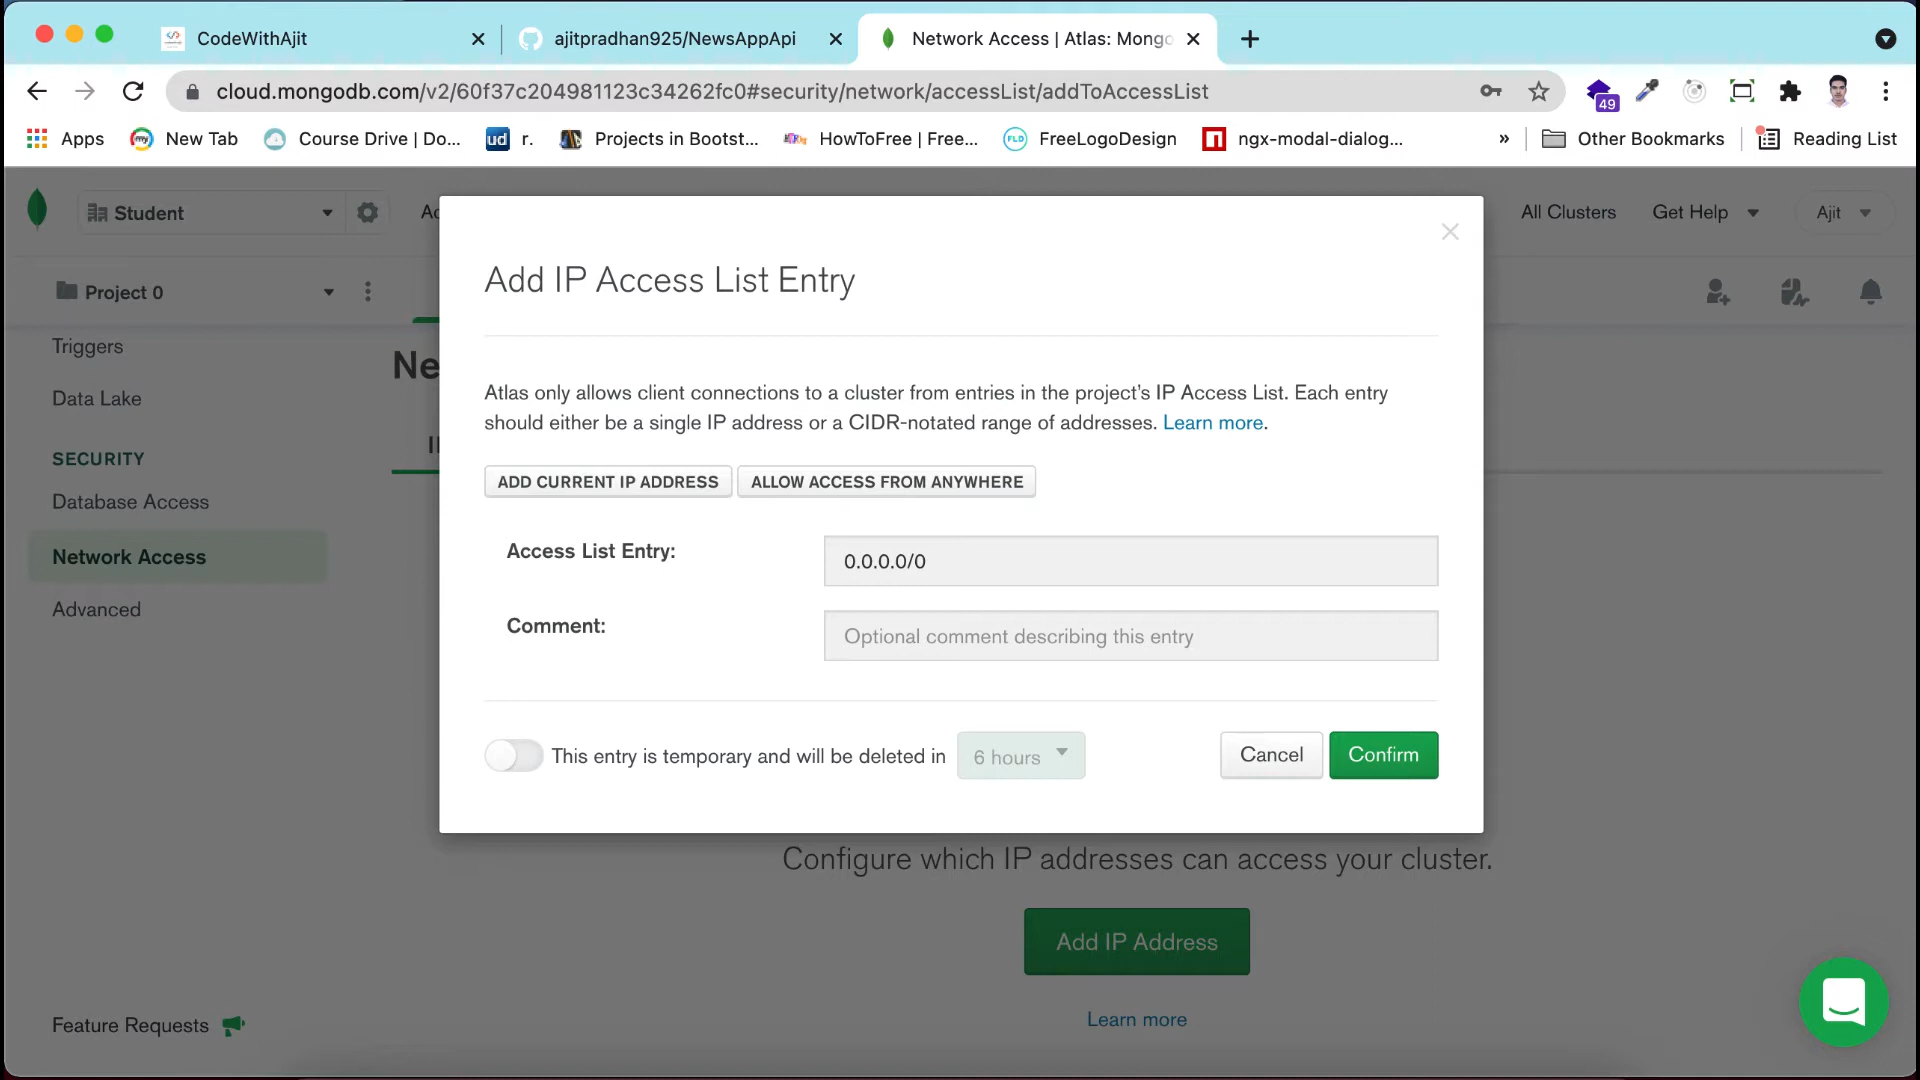 CodeWithAjit
ajitpradhan925/NewsAppApi
Network Access | Atlas: Mongo
cloud.mongodb.com/v2/60f37c204981123c34262fc0#security/network/accessList/addToAccessList
49
Apps
New Tab
Course Drive | Do...
ud
r.
Projects in Bootst...
HowToFree | Free...
FLD
FreeLogoDesign
ngx-modal-dialog...
»
Other Bookmarks
Reading List
Student
Ac
All Clusters
Get Help
Ajit
Project 0
Triggers
Data Lake
SECURITY
Database Access
Network Access
Advanced
Feature Requests
Ne
Add IP Access List Entry
Atlas only allows client connections to a cluster from entries in the project's IP Access List. Each entry
should either be a single IP address or a CIDR-notated range of addresses. Learn more.
ADD CURRENT IP ADDRESS
ALLOW ACCESS FROM ANYWHERE
Access List Entry:
0.0.0.0/0
Comment:
Optional comment describing this entry
This entry is temporary and will be deleted in
6 hours
Cancel
Confirm
Configure which IP addresses can access your cluster.
Add IP Address
Learn more